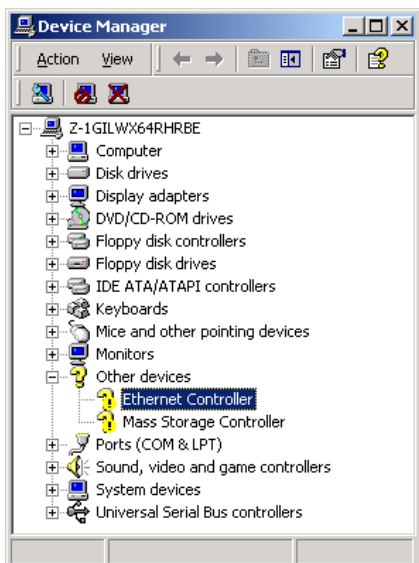 Device Manager
Action View
Z-1GILWX64RHRBE
Computer
Disk drives
Display adapters
DVD/CD-ROM drives
Floppy disk controllers
Floppy disk drives
IDE ATA/ATAPI controllers
Keyboards
Mice and other pointing devices
Monitors
Other devices
Ethernet Controller
Mass Storage Controller
Ports (COM & LPT)
Sound, video and game controllers
System devices
Universal Serial Bus controllers